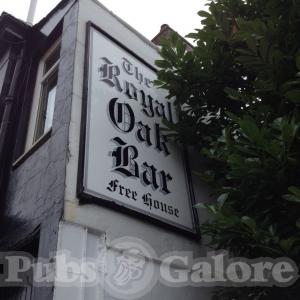 The
Royal
Oak
Bar
Free House
Pubs Galore